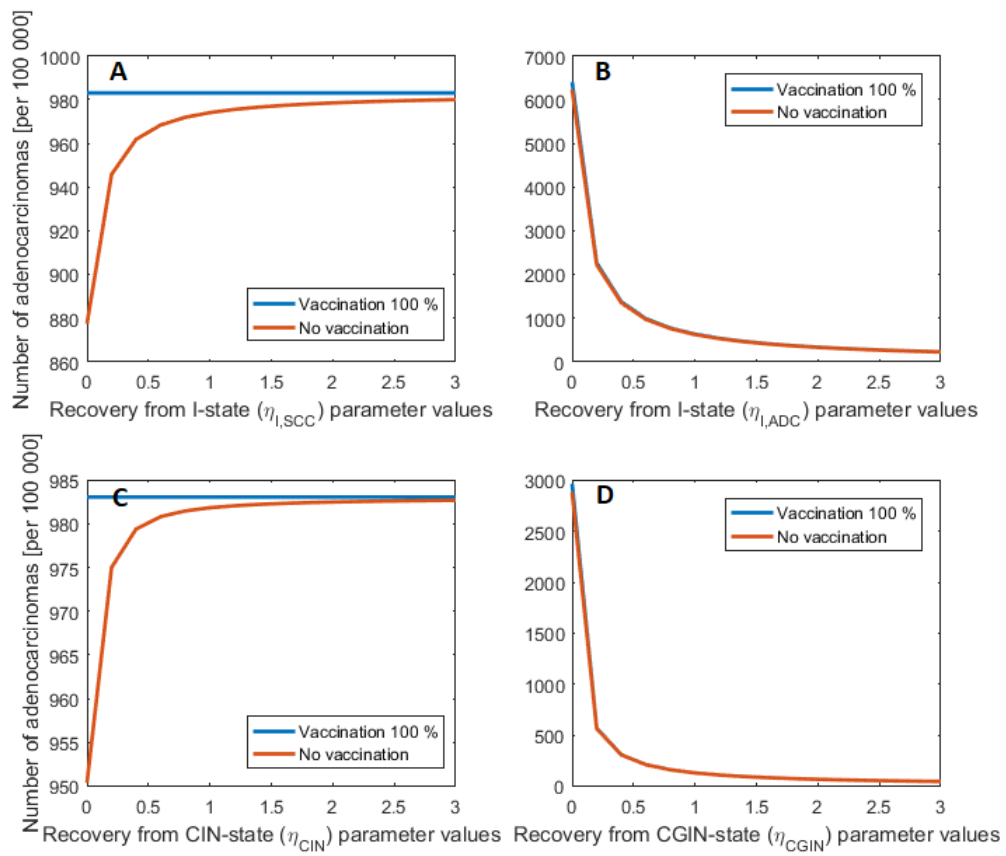 A
Number of adenocarcinomas [per 100 000]
1000
980
960
940
920
900
880
860
Vaccination 100 %
No vaccination
0 0.5 1 1.5 2 2.5 3
Recovery from I-state (η_I,SCC) parameter values
B
7000
6000
5000
4000
3000
2000
1000
0
Vaccination 100 %
No vaccination
0 0.5 1 1.5 2 2.5 3
Recovery from I-state (η_I,ADC) parameter values
C
Number of adenocarcinomas [per 100 000]
985
980
975
970
965
960
955
950
Vaccination 100 %
No vaccination
0 0.5 1 1.5 2 2.5 3
Recovery from CIN-state (η_CIN) parameter values
D
3000
2500
2000
1500
1000
500
0
Vaccination 100 %
No vaccination
0 0.5 1 1.5 2 2.5 3
Recovery from CGIN-state (η_CGIN) parameter values